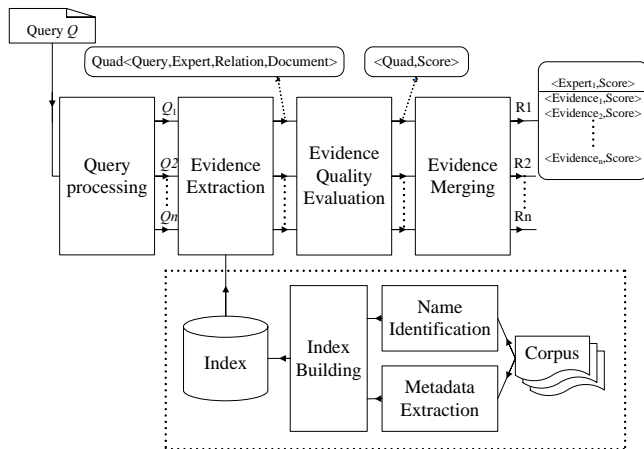 Query Q
Quad<Query,Expert,Relation,Document>
<Quad,Score>
<Expert1,Score>
<Evidence1,Score>
<Evidence2,Score>
<Evidencen,Score>
Query
processing
Q1
Q2
Qn
Evidence
Extraction
Evidence
Quality
Evaluation
Evidence
Merging
R1
R2
Rn
Index
Index
Building
Name
Identification
Metadata
Extraction
Corpus